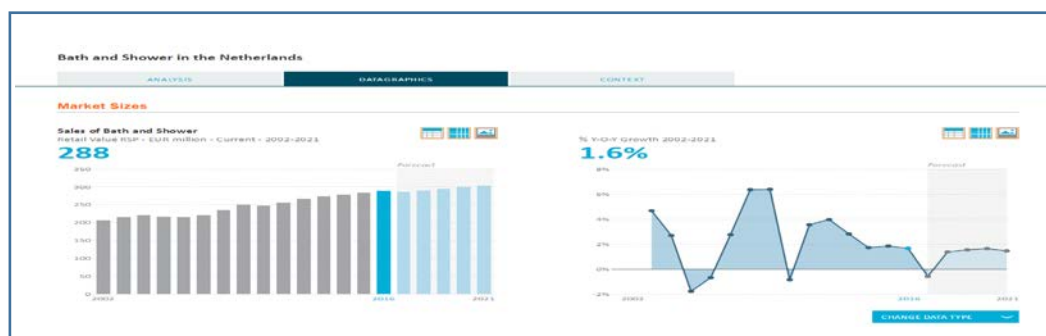 Bath and Shower in the Netherlands
ANALYSIS
DATAGRAPHICS
CONTEXT
Market Sizes
Sales of Bath and Shower
Retail Value RSP - EUR million - Current - 2002-2021
288
Forecast
350
300
250
200
150
100
50
0
2002
2016
2021
% Y-O-Y Growth 2002-2021
1.6%
Forecast
8%
6%
4%
2%
0%
-2%
2002
2016
2021
CHANGE DATA TYPE